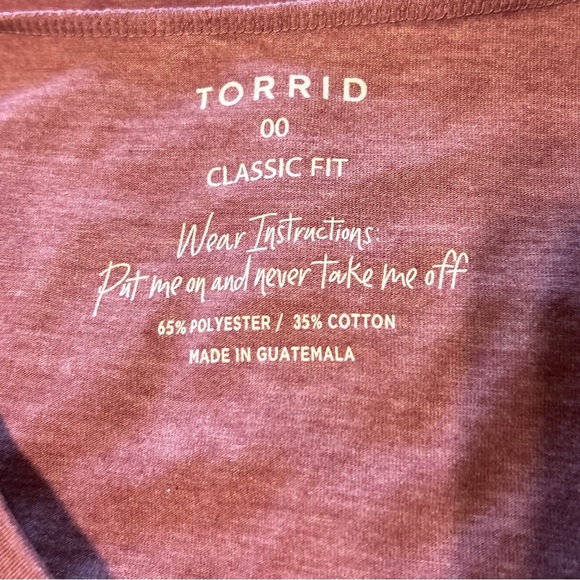 TORRID
00
CLASSIC FIT
Wear Instructions:
Put me on and never take me off
65% POLYESTER / 35% COTTON
MADE IN GUATEMALA